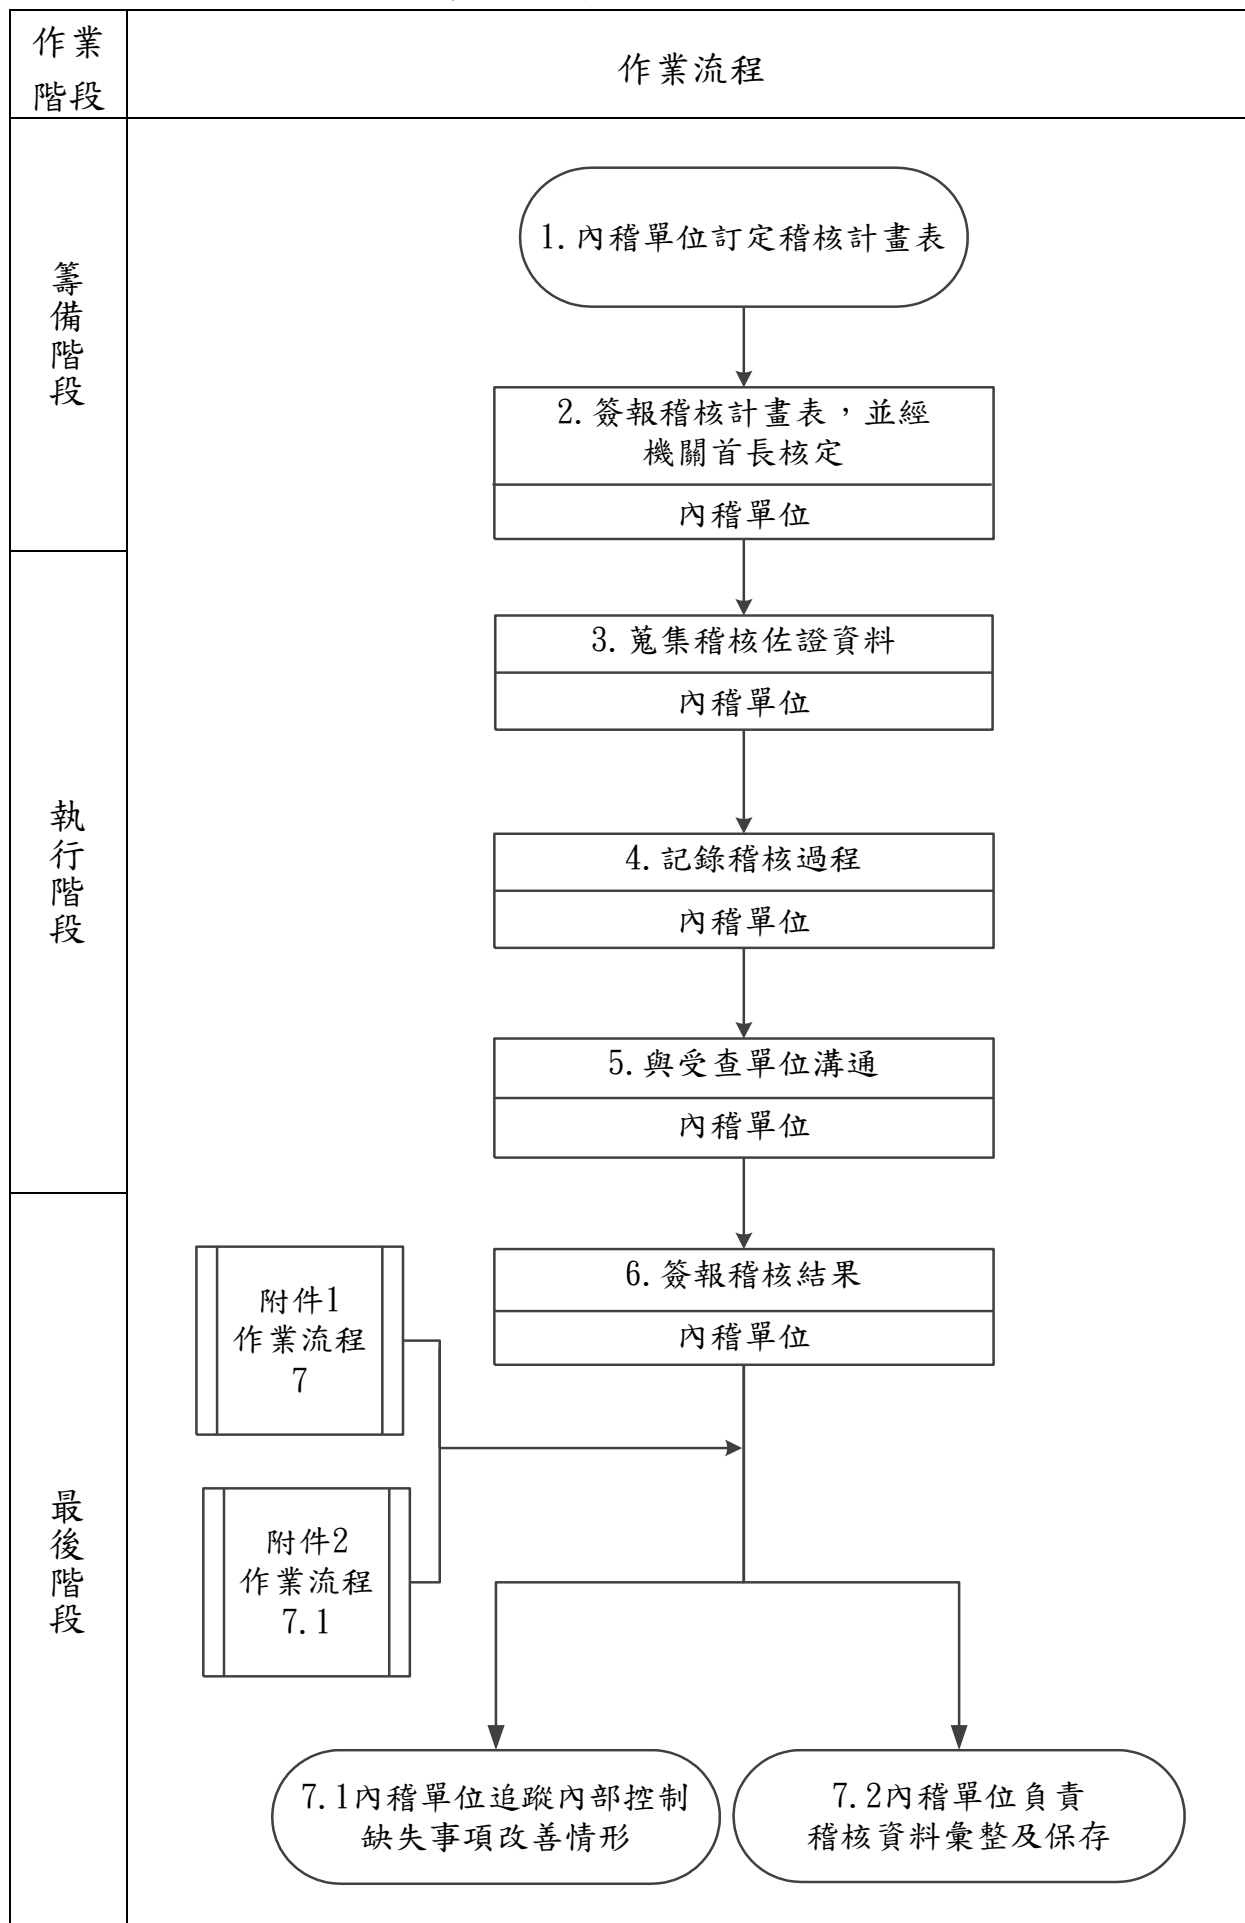 作業
階段
作業流程
籌備階段
1.內稽單位訂定稽核計畫表
2.簽報稽核計畫表，並經
機關首長核定
內稽單位
執行階段
3.蒐集稽核佐證資料
內稽單位
4.記錄稽核過程
內稽單位
5.與受查單位溝通
內稽單位
最後階段
6.簽報稽核結果
內稽單位
附件1
作業流程
7
附件2
作業流程
7.1
7.1內稽單位追蹤內部控制
缺失事項改善情形
7.2內稽單位負責
稽核資料彙整及保存